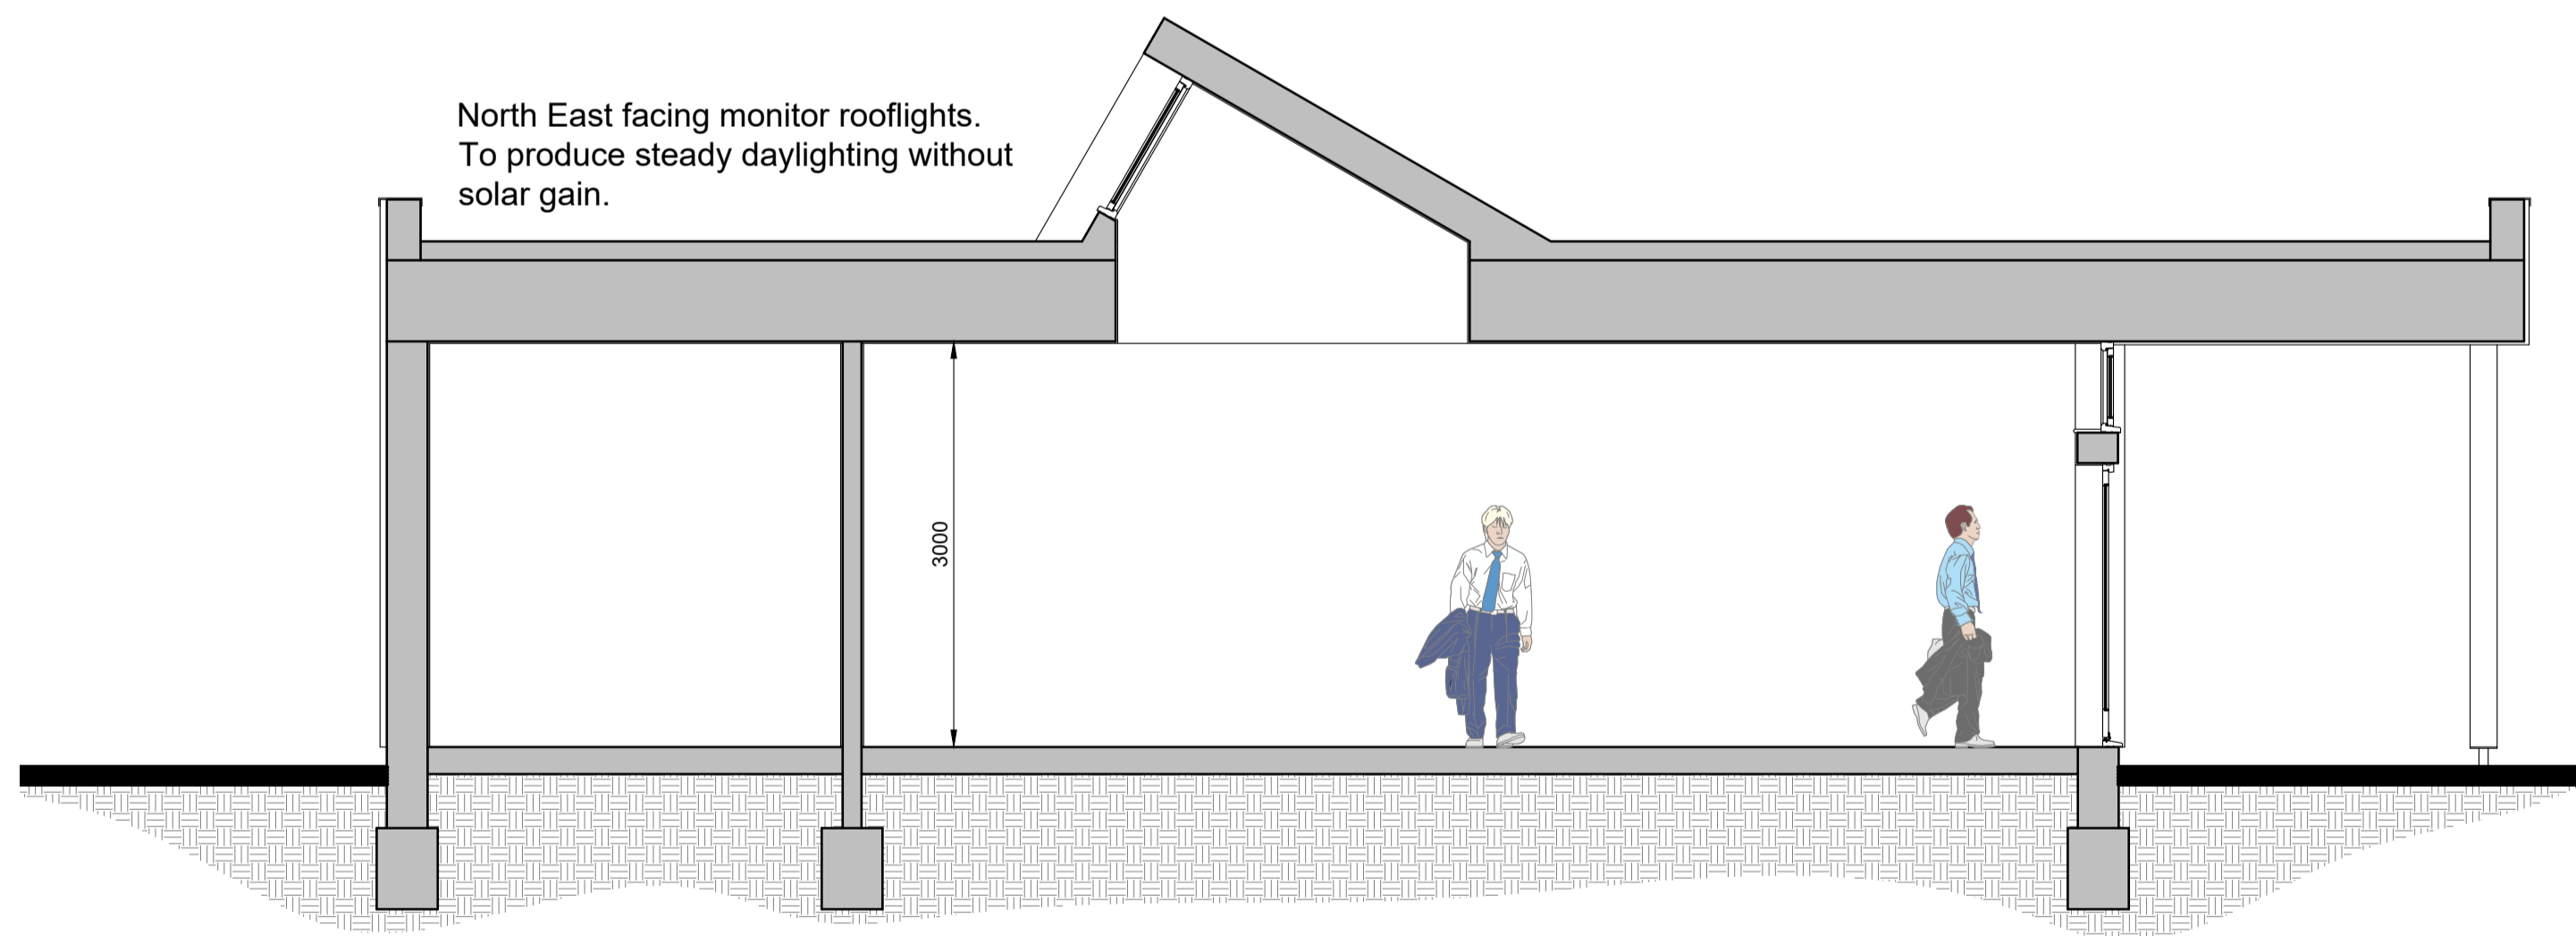 North East facing monitor rooflights.
To produce steady daylighting without
solar gain.
3000